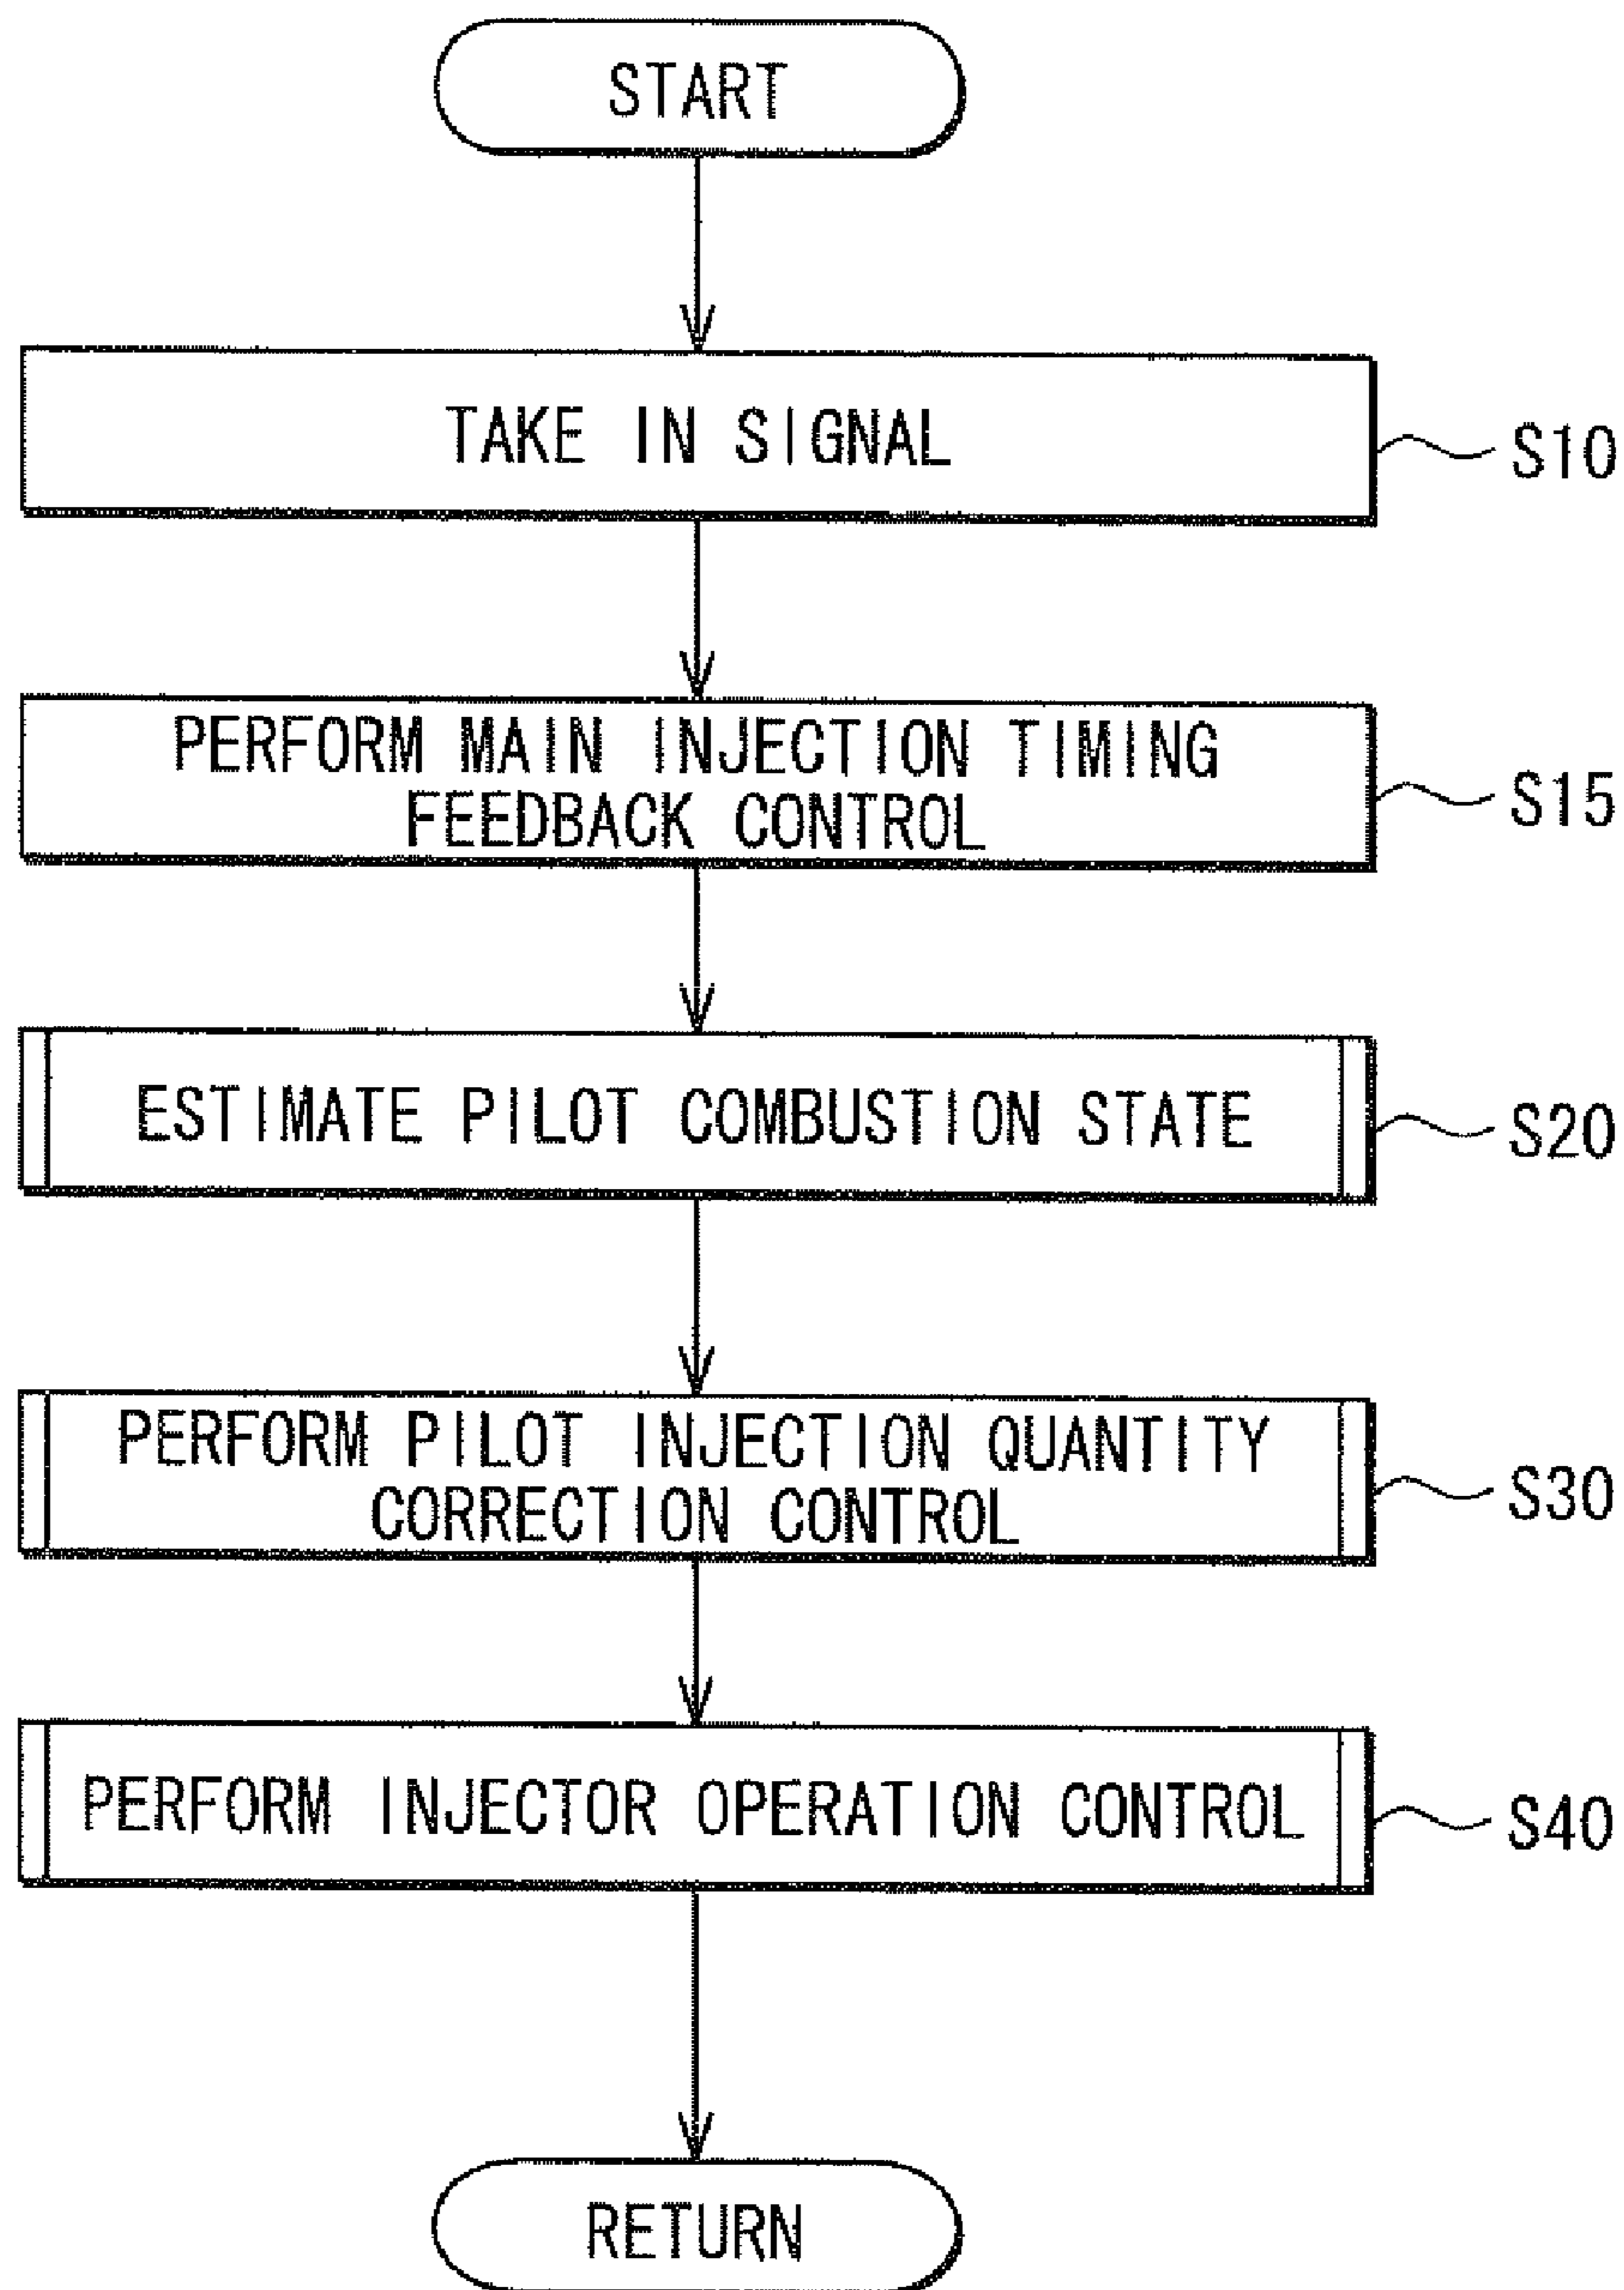 START
TAKE IN SIGNAL
S10
PERFORM MAIN INJECTION TIMING
FEEDBACK CONTROL
S15
ESTIMATE PILOT COMBUSTION STATE
S20
PERFORM PILOT INJECTION QUANTITY
CORRECTION CONTROL
S30
PERFORM INJECTOR OPERATION CONTROL
S40
RETURN